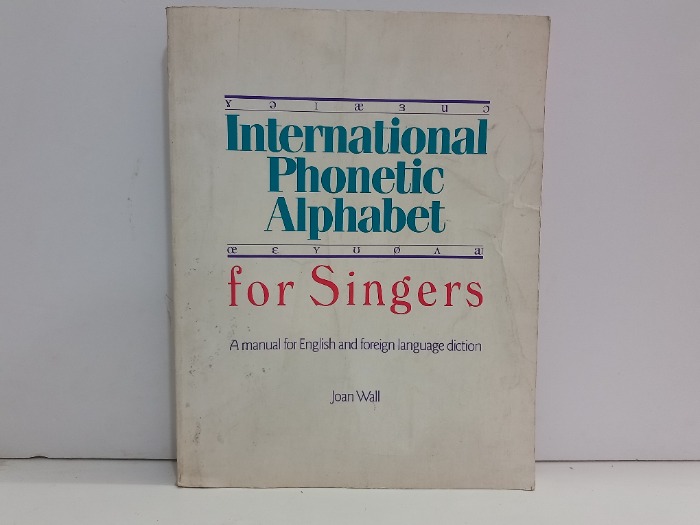 ɤ ə ɪ æ ɜ u ɔ
International
Phonetic
Alphabet
œ ɛ ʏ ʊ ø ʌ æ
for Singers
A manual for English and foreign language diction
Joan Wall